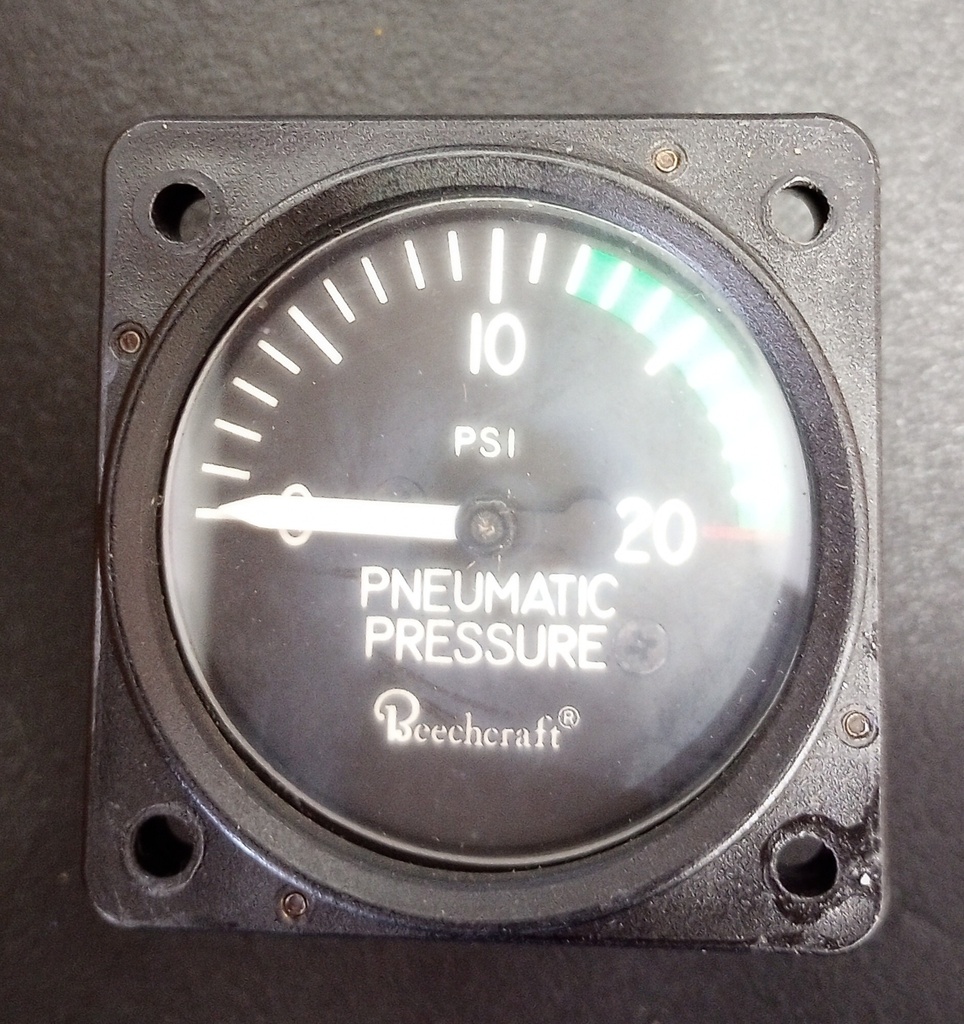 10
PSI
0
20
PNEUMATIC
PRESSURE
Beechcraft®